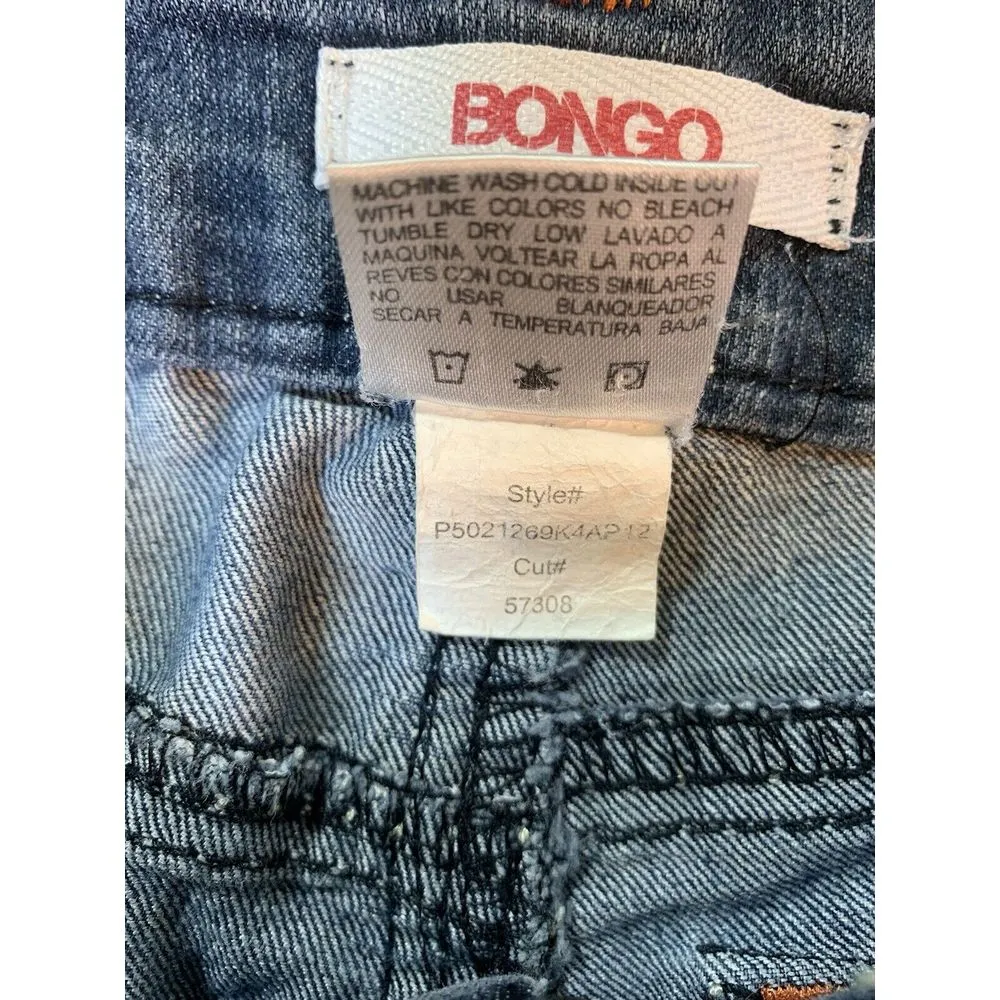 BONGO
MACHINE WASH COLD INSIDE OUT
WITH LIKE COLORS NO BLEACH
TUMBLE DRY LOW LAVADO A
MAQUINA VOLTEAR LA ROPA AL
REVES CON COLORES SIMILARES
NO USAR BLANQUEADOR
SECAR A TEMPERATURA BAJA
Style#
P5021269K4AP12
Cut#
57308